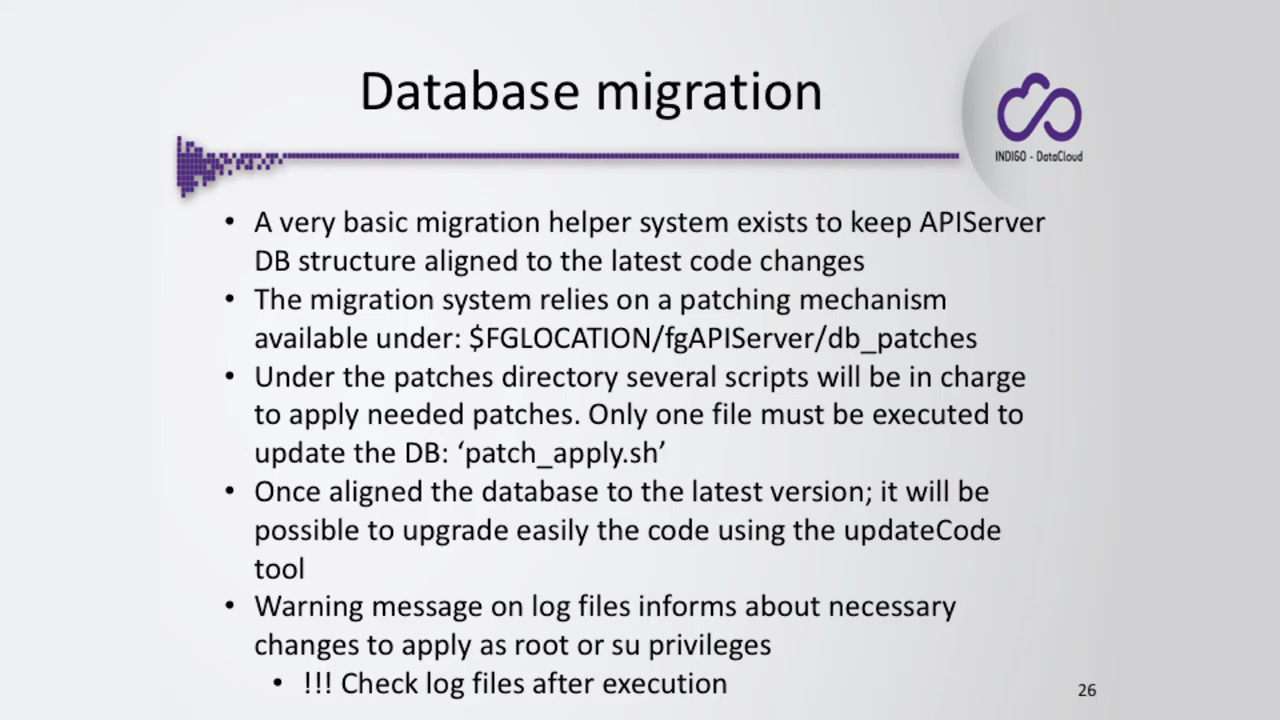 Database migration
INDIGO - DataCloud
• A very basic migration helper system exists to keep APIServer
DB structure aligned to the latest code changes
• The migration system relies on a patching mechanism
available under: $FGLOCATION/fgAPIServer/db_patches
• Under the patches directory several scripts will be in charge
to apply needed patches. Only one file must be executed to
update the DB: ‘patch_apply.sh’
• Once aligned the database to the latest version; it will be
possible to upgrade easily the code using the updateCode
tool
• Warning message on log files informs about necessary
changes to apply as root or su privileges
• !!! Check log files after execution
26